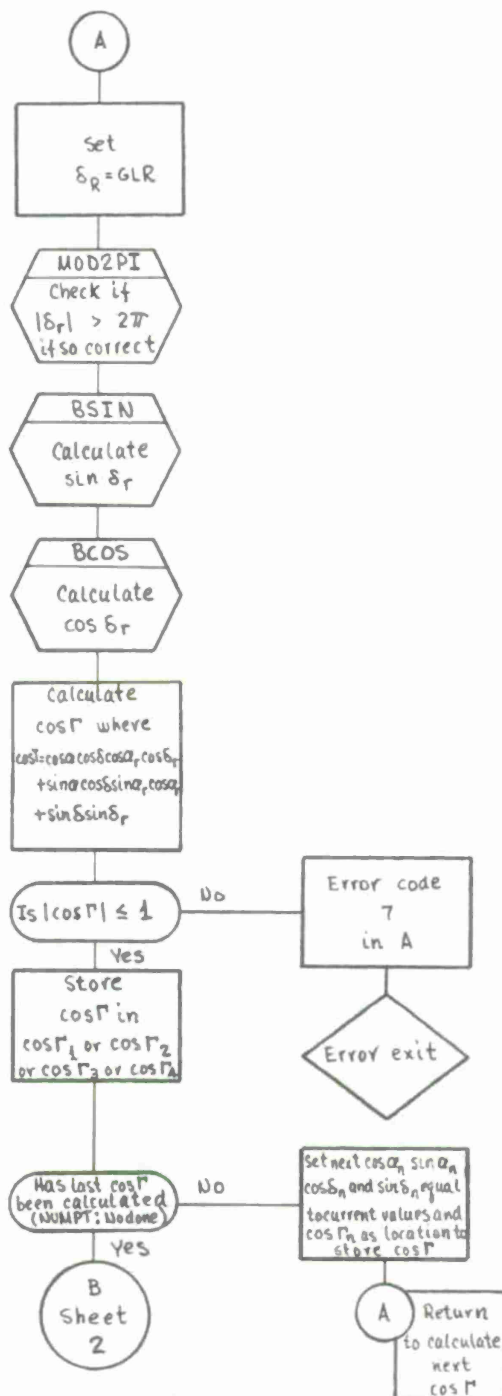 A
Set
δR = GLR
MOD2PI
Check if
|δr| > 2π
if so correct
BSIN
Calculate
sin δr
BCOS
Calculate
cos δr
Calculate
cos Γ where
cosΓ=cosα cosδ cosαr cosδr
+sinα cosδ sinαr cosαr
+sinδ sinδr
Is |cos Γ| ≤ 1
No
Error code
7
in A
Error exit
Yes
Store
cos Γ in
cos Γ1 or cos Γ2
or cos Γ3 or cos Γ4
Has last cos Γ
been calculated
(NUMPT: Nodone)
No
Set next cosαn sinαn
cosδn and sinδn equal
to current values and
cos Γn as location to
store cos Γ
Yes
B
Sheet
2
A
Return
to calculate
next
cos Γ